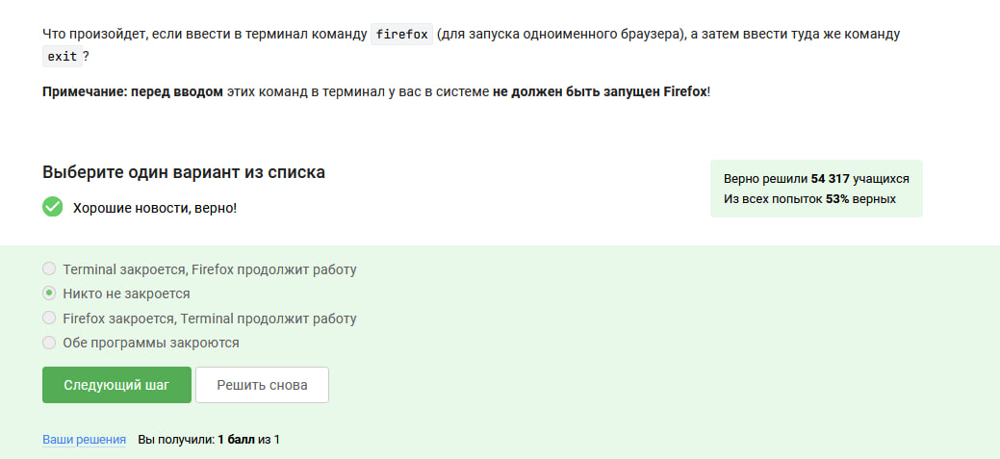 Что произойдет, если ввести в терминал команду firefox (для запуска одноименного браузера), а затем ввести туда же команду
exit ?
Примечание: перед вводом этих команд в терминал у вас в системе не должен быть запущен Firefox!
Выберите один вариант из списка
Хорошие новости, верно!
Верно решили 54 317 учащихся
Из всех попыток 53% верных
Terminal закроется, Firefox продолжит работу
Никто не закроется
Firefox закроется, Terminal продолжит работу
Обе программы закроются
Следующий шаг
Решить снова
Ваши решения
Вы получили: 1 балл из 1